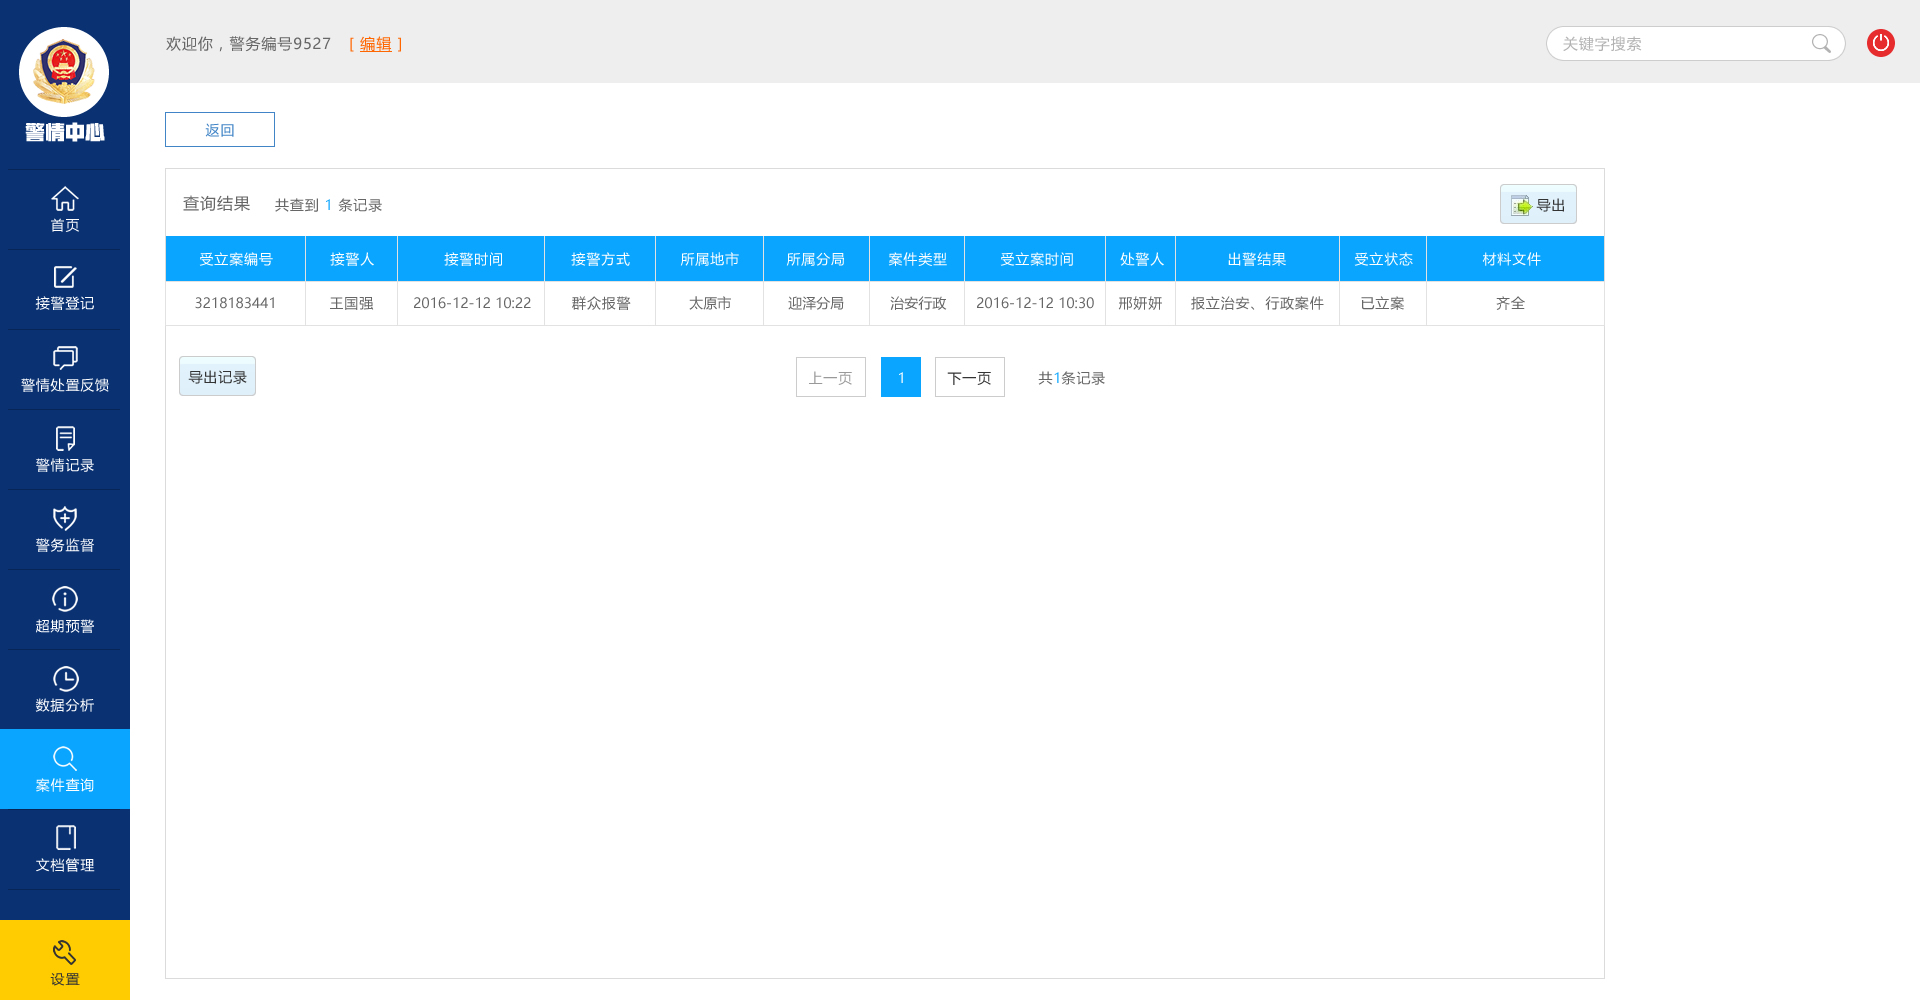 警情中心
首页
接警登记
警情处置反馈
警情记录
警务监督
超期预警
数据分析
案件查询
文档管理
设置
欢迎你，警务编号9527 [ 编辑 ]
关键字搜索
返回
查询结果 共查到 1 条记录
导出
受立案编号 接警人 接警时间 接警方式 所属地市 所属分局 案件类型 受立案时间 处警人 出警结果 受立状态 材料文件
3218183441 王国强 2016-12-12 10:22 群众报警 太原市 迎泽分局 治安行政 2016-12-12 10:30 邢妍妍 报立治安、行政案件 已立案 齐全
导出记录 上一页 1 下一页 共1条记录